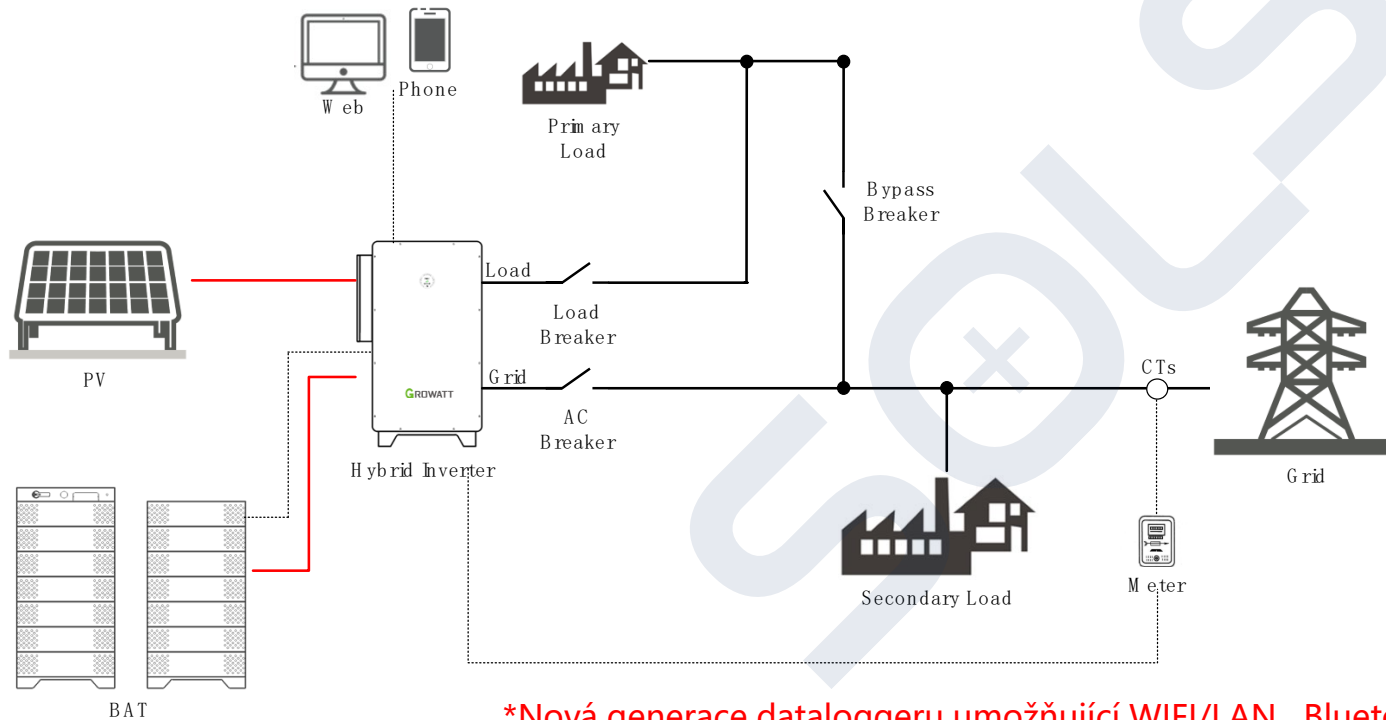 Web
Phone
Primary
Load
Bypass
Breaker
Load
Load
Breaker
PV
Grid
AC
Breaker
GROWATT
Hybrid Inverter
CTs
Grid
Secondary Load
Meter
BAT
*Nová generace dataloggeru umožňující WIFI/LAN
SOLS